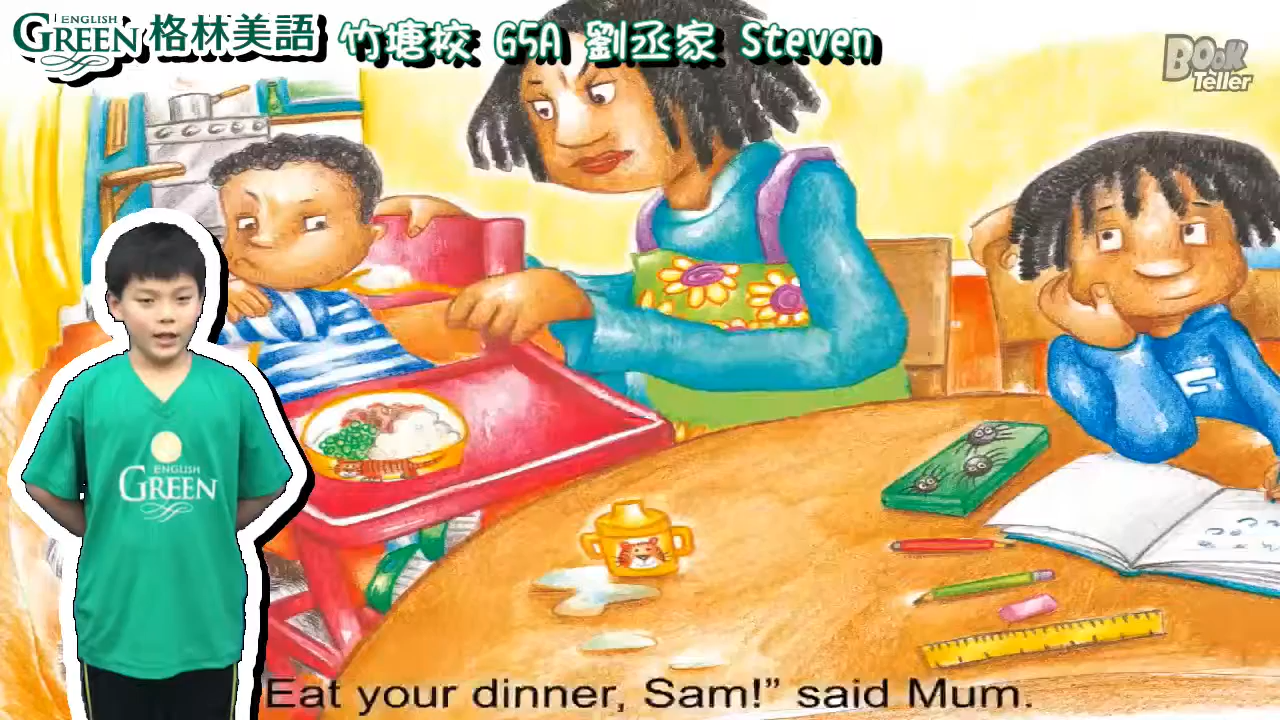 ENGLISH
GREEN 格林美語 竹塘校 G5A 劉丞家 Steven
BOOK
Teller
ENGLISH
GREEN
Eat your dinner, Sam!” said Mum.